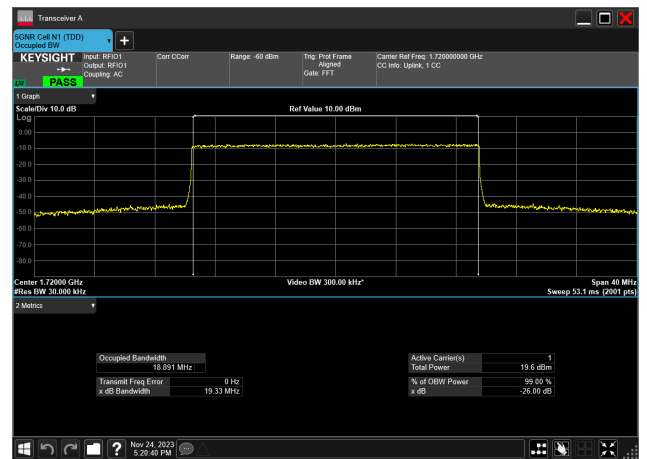 Transceiver A
5GNR Cell N1 (TDD)
Occupied BW
KEYSIGHT
PASS
Input: RFIO1
Output: RFIO1
Coupling: AC
Corr CCorr
Range: -60 dBm
Trig: Prot Frame
Aligned
Gate: FFT
Carrier Ref Freq: 1.720000000 GHz
CC Info: Uplink, 1 CC
1 Graph
Scale/Div 10.0 dB
Ref Value 10.00 dBm
Log
0.00
-10.0
-20.0
-30.0
-40.0
-50.0
-60.0
-70.0
-80.0
Center 1.72000 GHz
#Res BW 30.000 kHz
Video BW 300.00 kHz*
Span 40 MHz
Sweep 53.1 ms (2001 pts)
2 Metrics
Occupied Bandwidth
18.891 MHz
Transmit Freq Error 0 Hz
x dB Bandwidth 19.33 MHz
Active Carrier(s) 1
Total Power 19.6 dBm
% of OBW Power 99.00 %
x dB -26.00 dB
Nov 24, 2023
5:20:40 PM